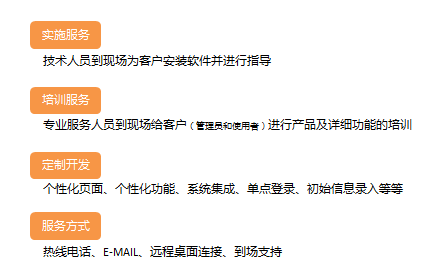 实施服务
技术人员到现场为客户安装软件并进行指导
培训服务
专业服务人员到现场给客户（管理员和使用者）进行产品及详细功能的培训
定制开发
个性化页面、个性化功能、系统集成、单点登录、初始信息录入等等
服务方式
热线电话、E-MAIL、远程桌面连接、到场支持